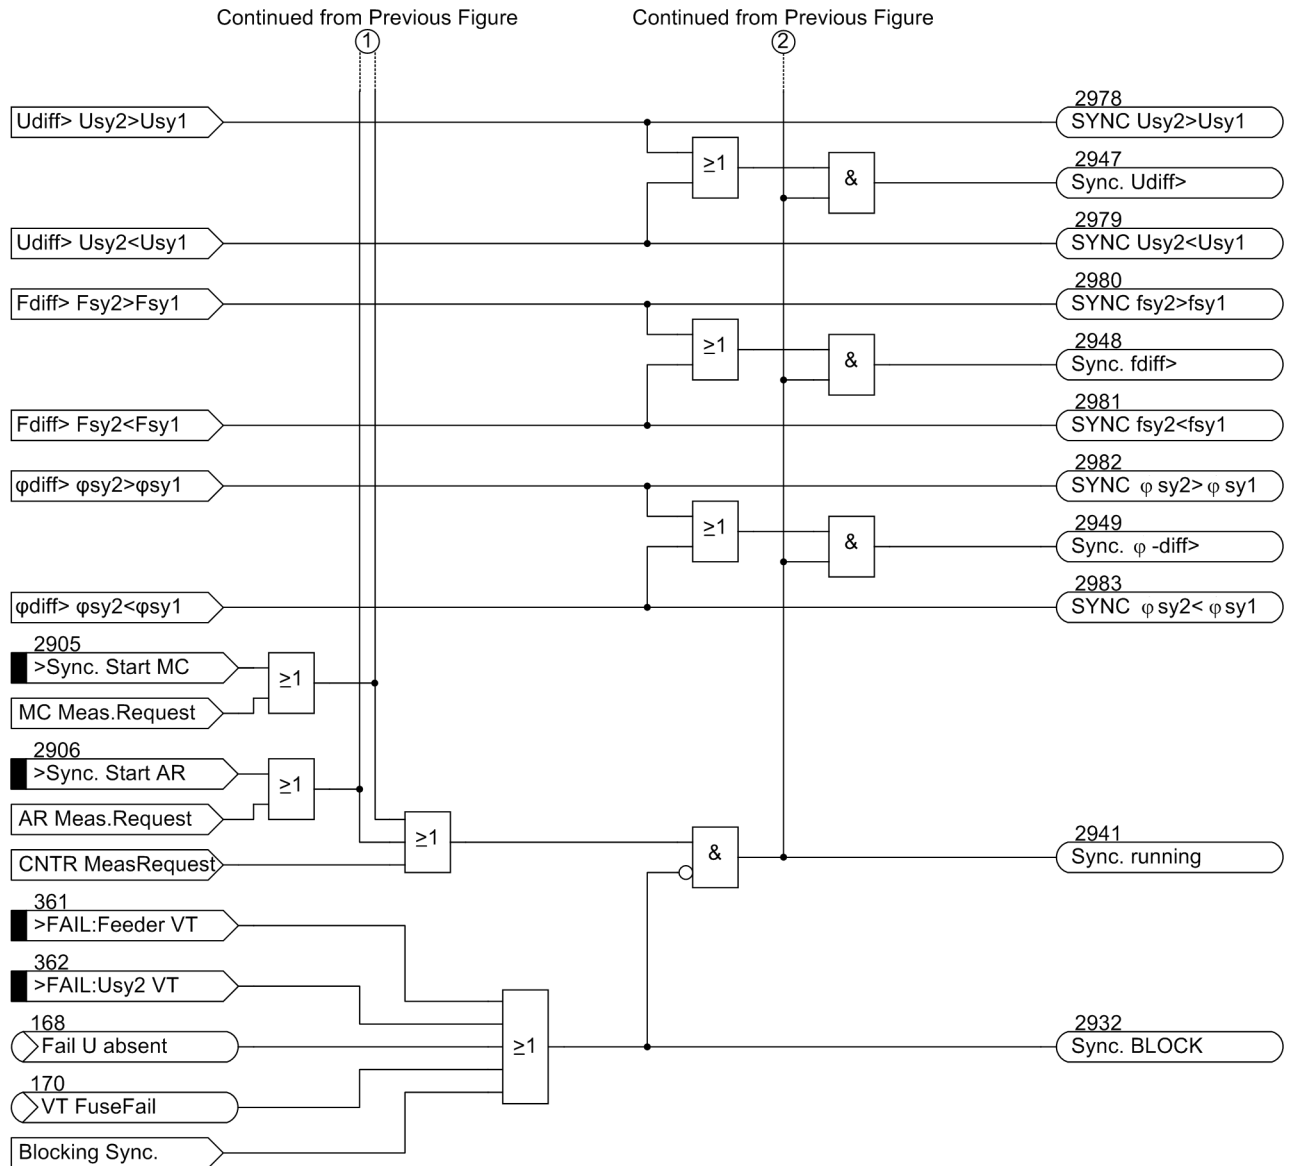 Continued from Previous Figure
Continued from Previous Figure
1
2
Udiff> Usy2>Usy1
2978
SYNC Usy2>Usy1
≥1
&
2947
Sync. Udiff>
Udiff> Usy2<Usy1
2979
SYNC Usy2<Usy1
Fdiff> Fsy2>Fsy1
2980
SYNC fsy2>fsy1
≥1
&
2948
Sync. fdiff>
Fdiff> Fsy2<Fsy1
2981
SYNC fsy2<fsy1
φdiff> φsy2>φsy1
2982
SYNC φ sy2> φ sy1
≥1
&
2949
Sync. φ -diff>
φdiff> φsy2<φsy1
2983
SYNC φ sy2< φ sy1
2905
>Sync. Start MC
≥1
MC Meas.Request
2906
>Sync. Start AR
≥1
AR Meas.Request
≥1
&
2941
Sync. running
CNTR MeasRequest
361
>FAIL:Feeder VT
362
>FAIL:Usy2 VT
168
Fail U absent
≥1
2932
Sync. BLOCK
170
VT FuseFail
Blocking Sync.